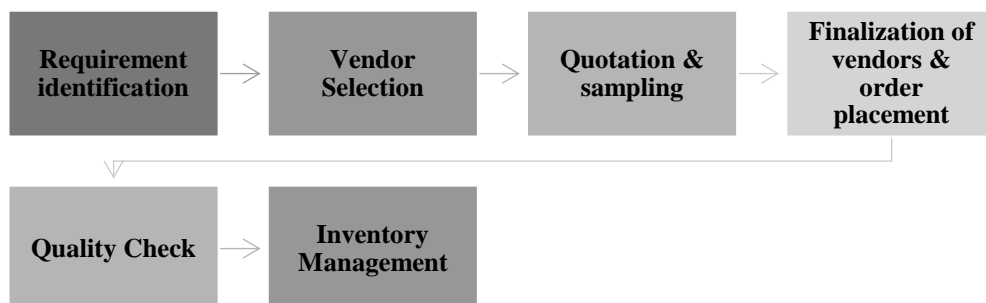 Requirement
identification
Vendor
Selection
Quotation &
sampling
Finalization of
vendors &
order
placement
Quality Check
Inventory
Management